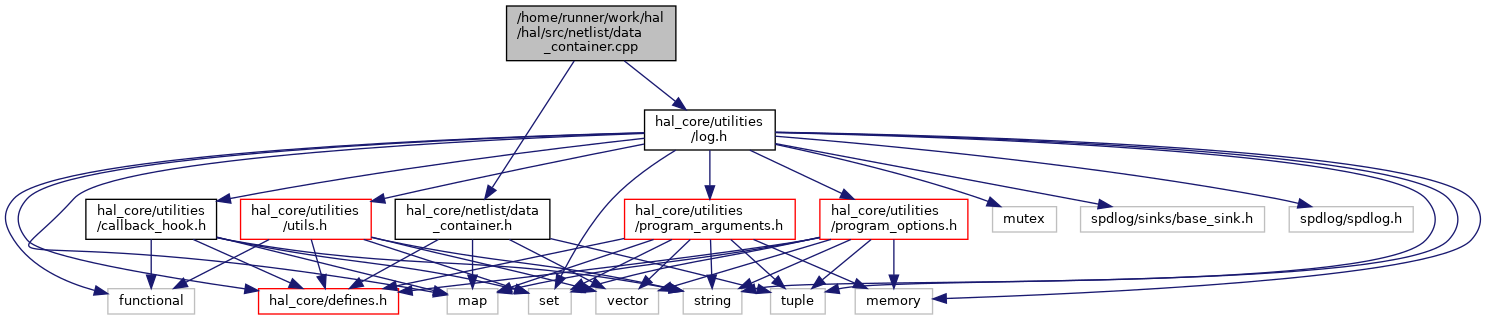 /home/runner/work/hal
/hal/src/netlist/data
_container.cpp
hal_core/utilities
/log.h
hal_core/utilities
/callback_hook.h
hal_core/utilities
/utils.h
hal_core/netlist/data
_container.h
hal_core/utilities
/program_arguments.h
hal_core/utilities
/program_options.h
mutex
spdlog/sinks/base_sink.h
spdlog/spdlog.h
functional
hal_core/defines.h
map
set
vector
string
tuple
memory